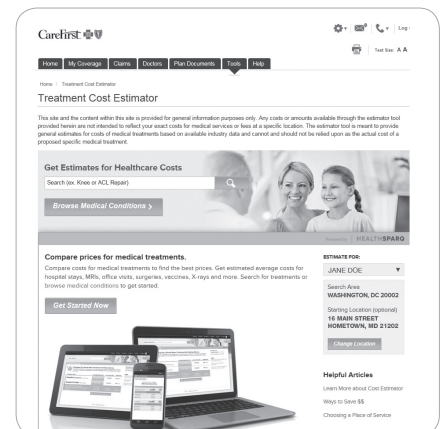 CareFirst
Log
Text Size: A A
Home My Coverage Claims Doctors Plan Documents Tools Help
Home / Treatment Cost Estimator
Treatment Cost Estimator
This site and the content within this site is provided for general information purposes only. Any costs or amounts available through the estimator tool
provided herein are not intended to reflect your exact costs for medical services or fees at a specific location. The estimator tool is meant to provide
general estimates for costs of medical treatments based on available industry data and cannot and should not be relied upon as the actual cost of a
proposed specific medical treatment.
Get Estimates for Healthcare Costs
Search (ex. Knee or ACL Repair)
Browse Medical Conditions >
Powered by HEALTHSPARQ
Compare prices for medical treatments.
Compare costs for medical treatments to find the best prices. Get estimated average costs for
hospital stays, MRIs, office visits, surgeries, vaccines, X-rays and more. Search for treatments or
browse medical conditions to get started.
Get Started Now
ESTIMATE FOR:
JANE DOE
Search Area
WASHINGTON, DC 20002
Starting Location (optional)
16 MAIN STREET
HOMETOWN, MD 21202
Change Location
Helpful Articles
Learn More about Cost Estimator
Ways to Save $$
Choosing a Place of Service